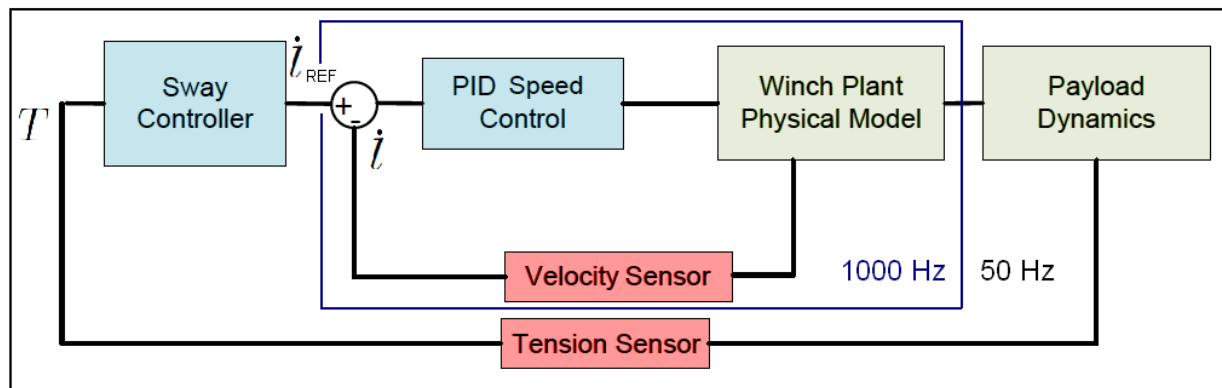 Sway
Controller
i REF
+
-
i
PID Speed
Control
Winch Plant
Physical Model
Payload
Dynamics
T
Velocity Sensor
1000 Hz
50 Hz
Tension Sensor